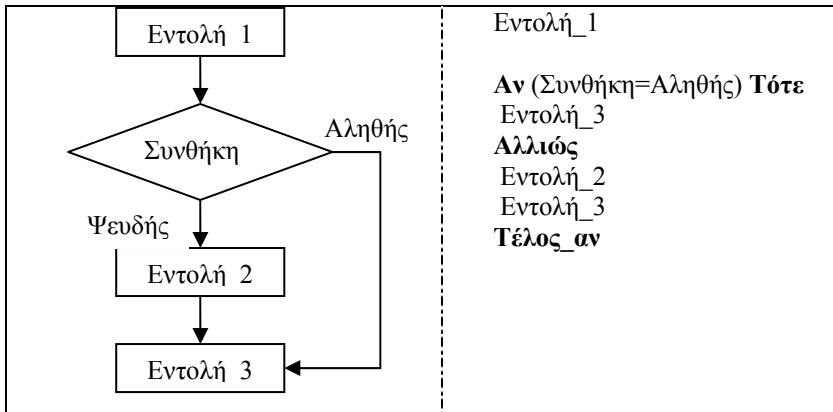 Εντολή 1
Συνθήκη
Αληθής
Ψευδής
Εντολή 2
Εντολή 3
Εντολή_1
Αν (Συνθήκη=Αληθής) Τότε
Εντολή_3
Αλλιώς
Εντολή_2
Εντολή_3
Τέλος_αν